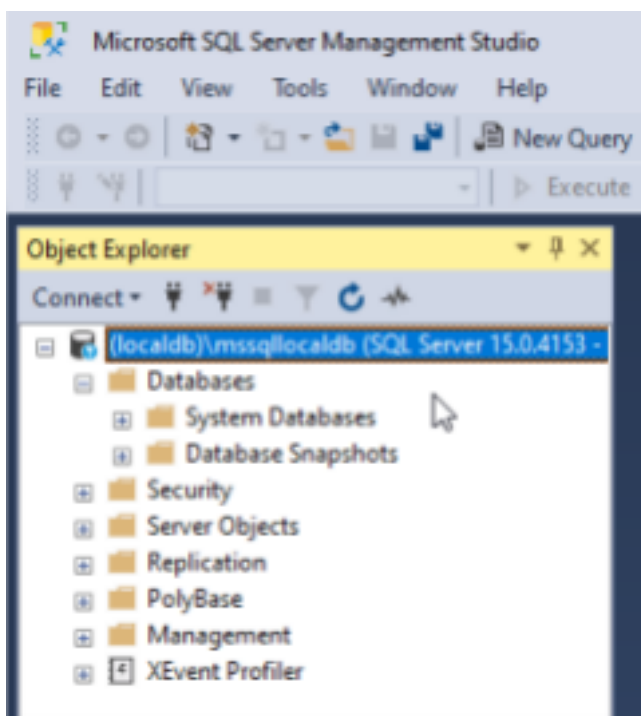 Microsoft SQL Server Management Studio
File Edit View Tools Window Help
New Query
Execute
Object Explorer
Connect
(localdb)\mssqllocaldb (SQL Server 15.0.4153 -
Databases
System Databases
Database Snapshots
Security
Server Objects
Replication
PolyBase
Management
XEvent Profiler